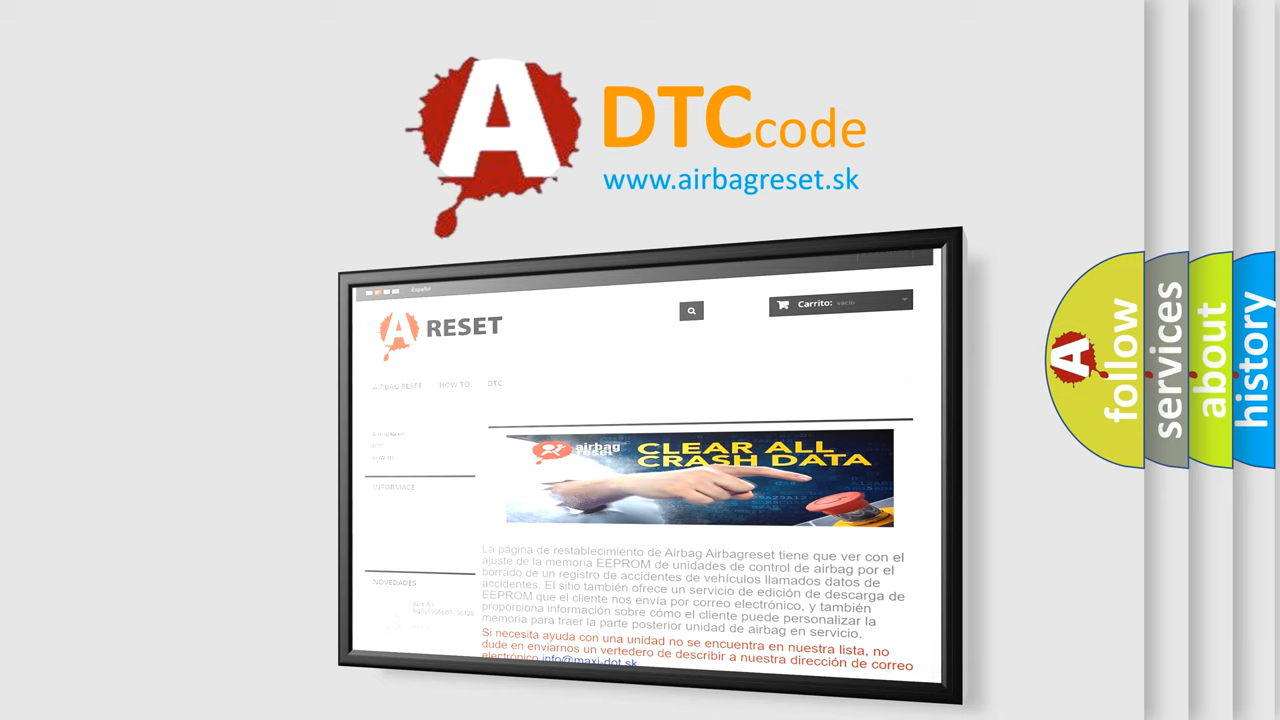 A DTCcode
www.airbagreset.sk
Español
A RESET
Carrito: vacío
AIRBAG RESET HOW TO DTC
INFORMACE
airbag
reset
CLEAR ALL
CRASH DATA
La página de restablecimiento de Airbag Airbagreset tiene que ver con el
ajuste de la memoria EEPROM de unidades de control de airbag por el
borrado de un registro de accidentes de vehículos llamados datos de
accidentes. El sitio también ofrece un servicio de edición de descarga de
EEPROM que el cliente nos envía por correo electrónico, y también
proporciona información sobre cómo el cliente puede personalizar la
memoria para traer la parte posterior unidad de airbag en servicio.
Si necesita ayuda con una unidad no se encuentra en nuestra lista, no
dude en enviarnos un vertedero de describir a nuestra dirección de correo
electrónico info@maxi-dot.sk
NOVEDADES
A
follow
services
about
history